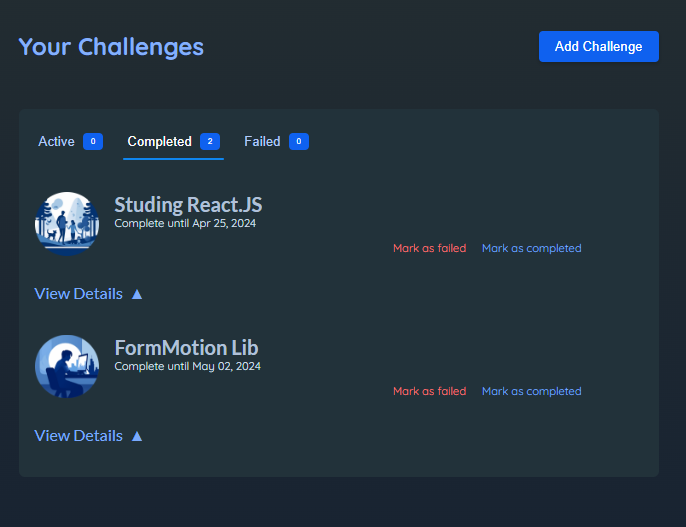 Your Challenges
Add Challenge
Active 0 Completed 2 Failed 0
Studing React.JS
Complete until Apr 25, 2024
Mark as failed Mark as completed
View Details ▲
FormMotion Lib
Complete until May 02, 2024
Mark as failed Mark as completed
View Details ▲